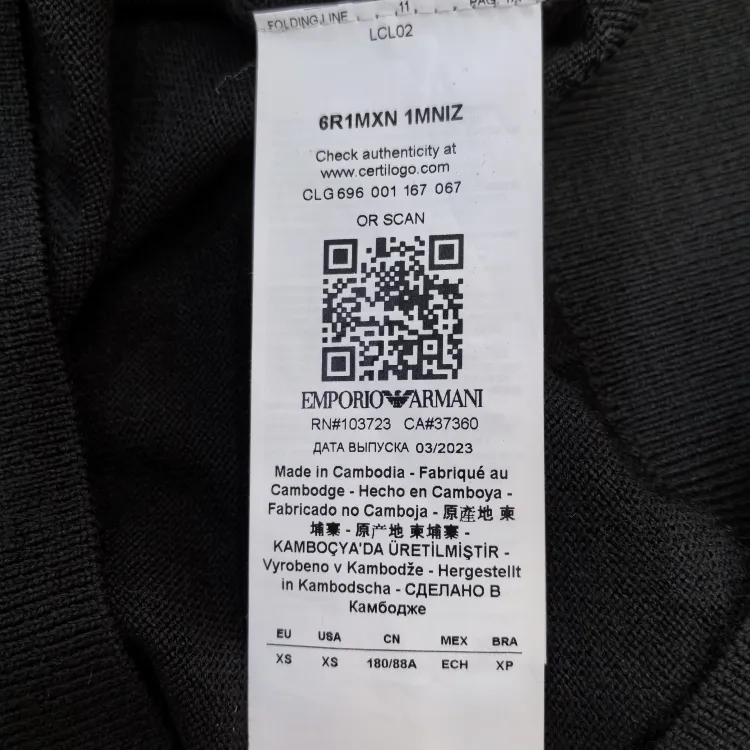 FOLDING LINE 11
LCL02
6R1MXN 1MNIZ
Check authenticity at
www.certilogo.com
CLG 696 001 167 067
OR SCAN
EMPORIO ARMANI
RN#103723 CA#37360
ДАТА ВЫПУСКА 03/2023
Made in Cambodia - Fabriqué au
Cambodge - Hecho en Camboya -
Fabricado no Camboja - 原產地 柬
埔寨 - 原产地 柬埔寨 -
KAMBOÇYA'DA ÜRETİLMİŞTİR -
Vyrobeno v Kambodže - Hergestellt
in Kambodscha - СДЕЛАНО В
Камбодже
EU USA CN MEX BRA
XS XS 180/88A ECH XP